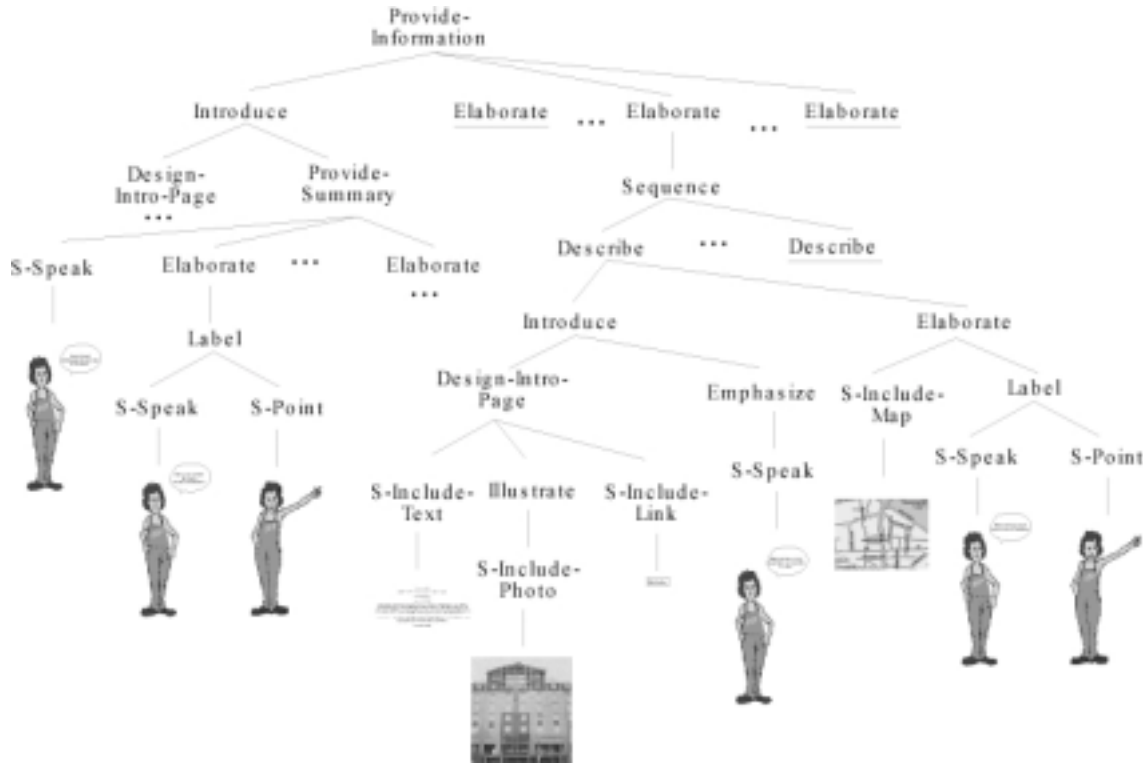 Provide-
Information
Introduce
Elaborate ... Elaborate ... Elaborate
Design-
Intro-Page
...
Provide-
Summary
Sequence
S-Speak
Elaborate ... Elaborate
...
Describe ... Describe
Label
Introduce
Elaborate
S-Speak
S-Point
Design-Intro-
Page
Emphasize
S-Include-
Map
Label
S-Include-
Text
Illustrate
S-Include-
Link
S-Speak
S-Speak
S-Point
S-Include-
Photo